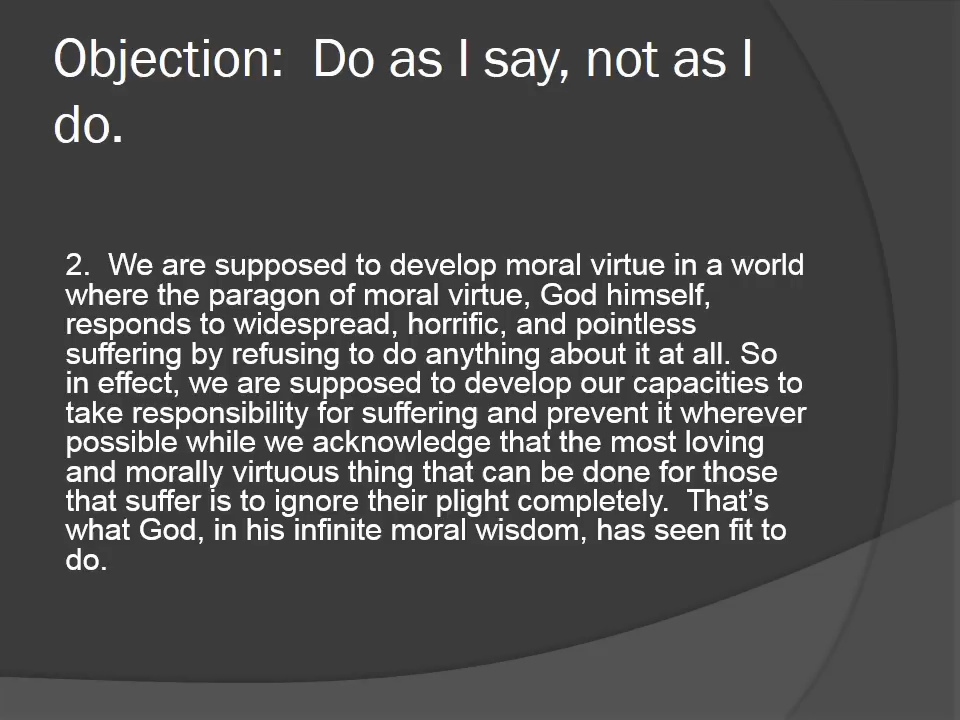 Objection:  Do as I say, not as I
do.
2.  We are supposed to develop moral virtue in a world
where the paragon of moral virtue, God himself,
responds to widespread, horrific, and pointless
suffering by refusing to do anything about it at all. So
in effect, we are supposed to develop our capacities to
take responsibility for suffering and prevent it wherever
possible while we acknowledge that the most loving
and morally virtuous thing that can be done for those
that suffer is to ignore their plight completely.  That’s
what God, in his infinite moral wisdom, has seen fit to
do.